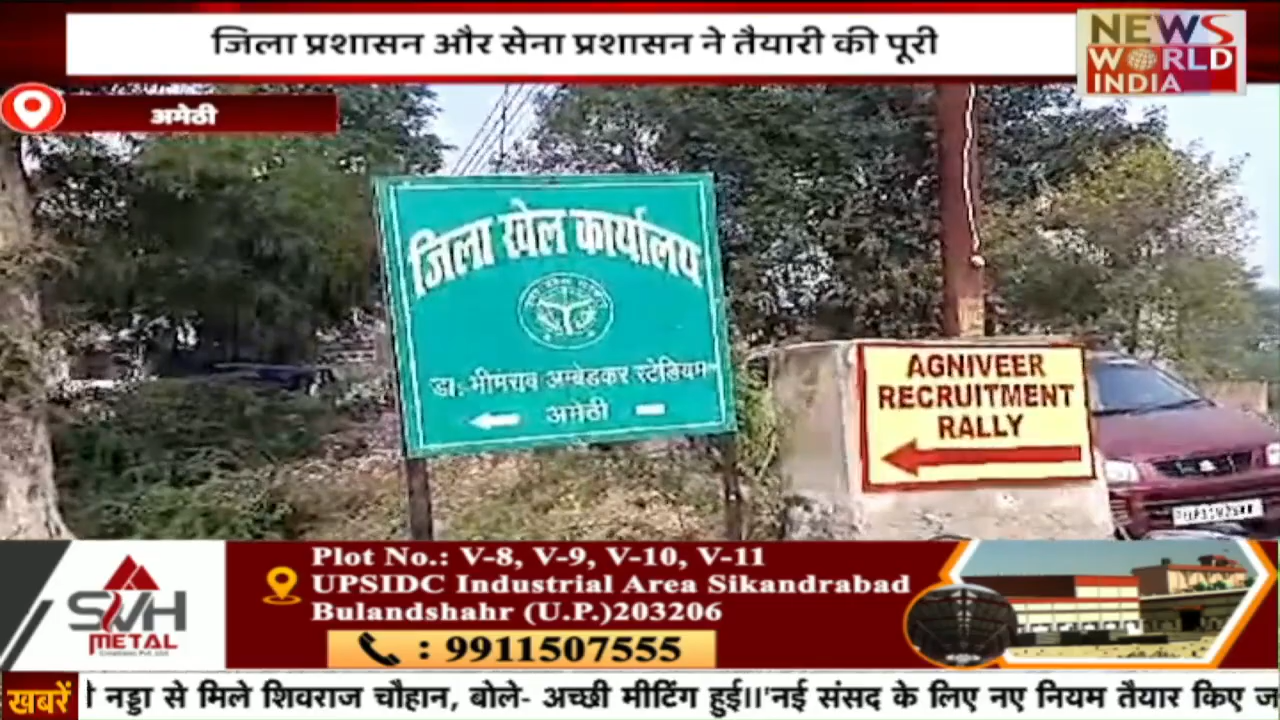 जिला प्रशासन और सेना प्रशासन ने तैयारी की पूरी
NEWS
WORLD
INDIA
अमेठी
जिला खेल कार्यालय
डा. भीमराव अम्बेडकर स्टेडियम
अमेठी
AGNIVEER
RECRUITMENT
RALLY
SVH
METAL
Plot No.: V-8, V-9, V-10, V-11
UPSIDC Industrial Area Sikandrabad
Bulandshahr (U.P.)203206
: 9911507555
खबरें
नड्डा से मिले शिवराज चौहान, बोले- अच्छी मीटिंग हुई।।'नई संसद के लिए नए नियम तैयार किए